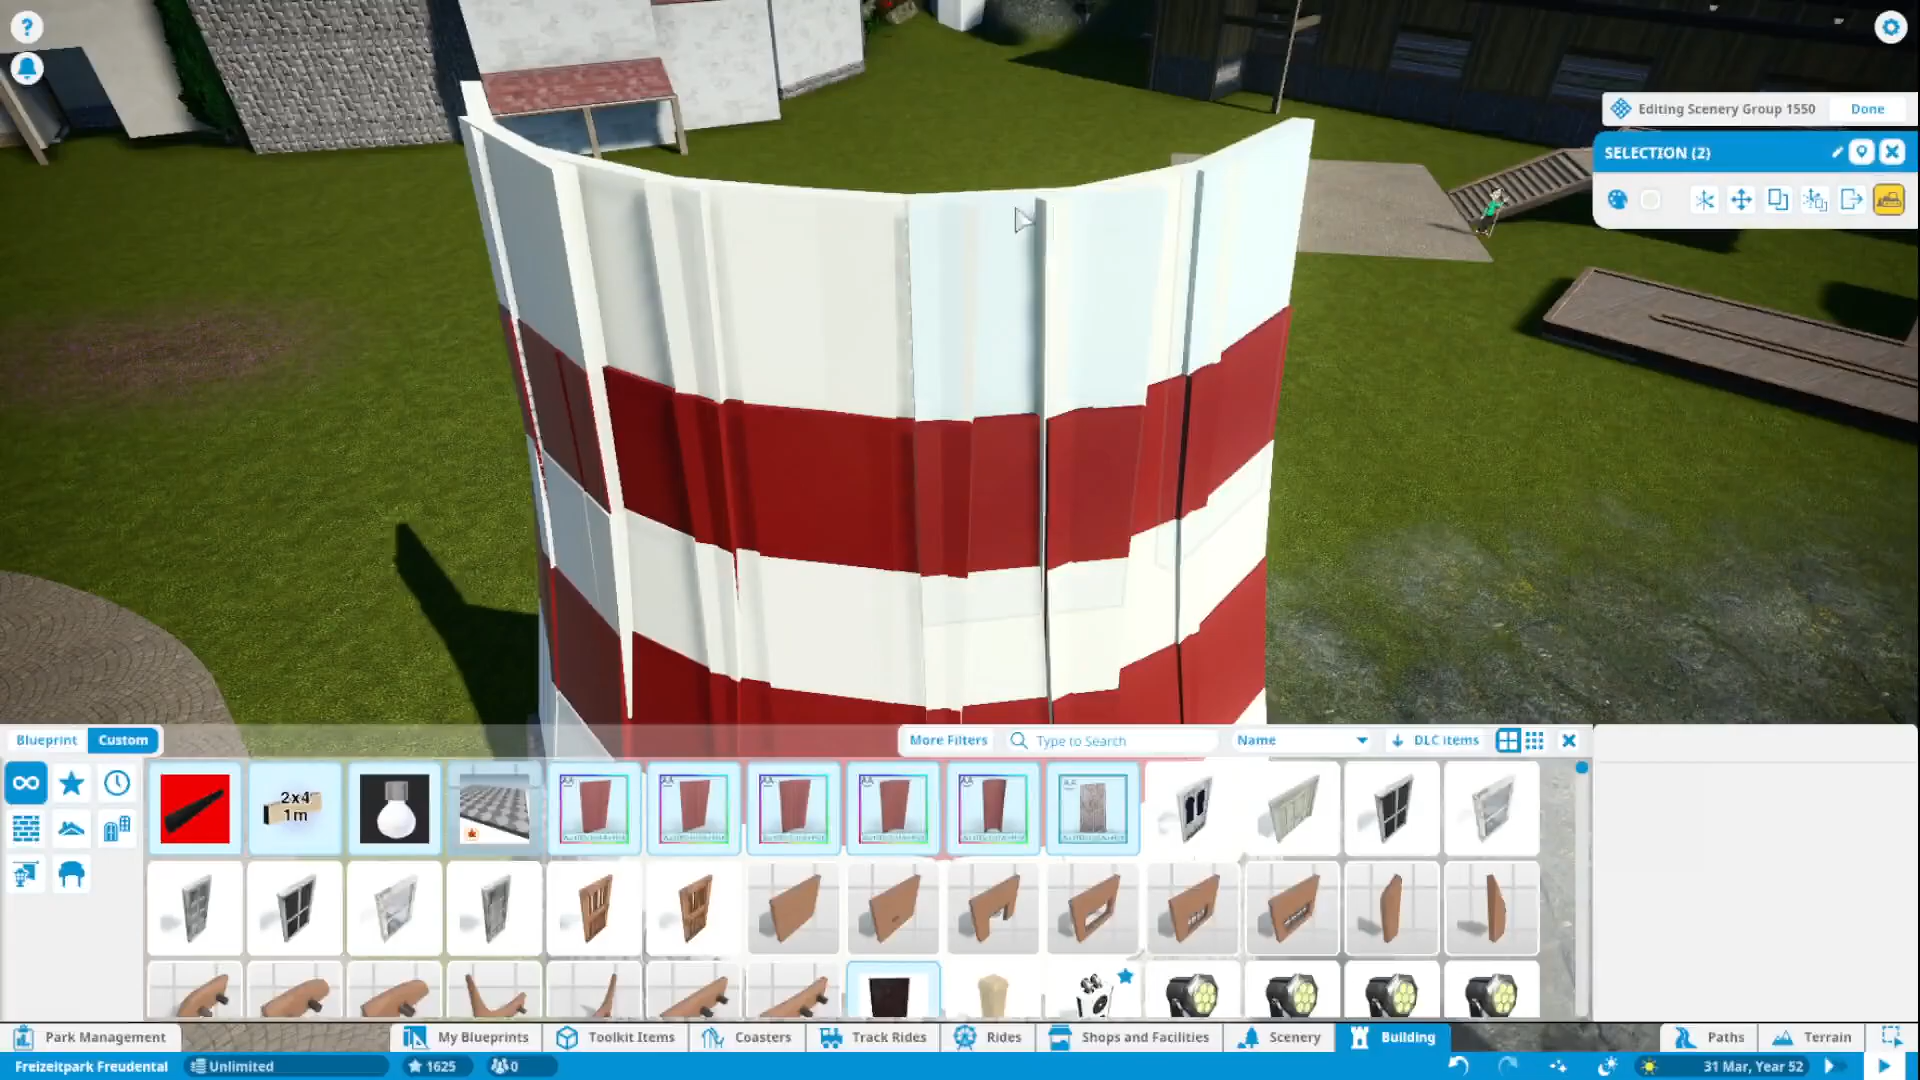 ?
Editing Scenery Group 1550 Done
SELECTION (2)
Blueprint Custom
More Filters Type to Search Name DLC items
2x4
1m
Park Management My Blueprints Toolkit Items Coasters Track Rides Rides Shops and Facilities Scenery Building Paths Terrain
Freizeitpark Freudental Unlimited 1625 0 31 Mar, Year 52